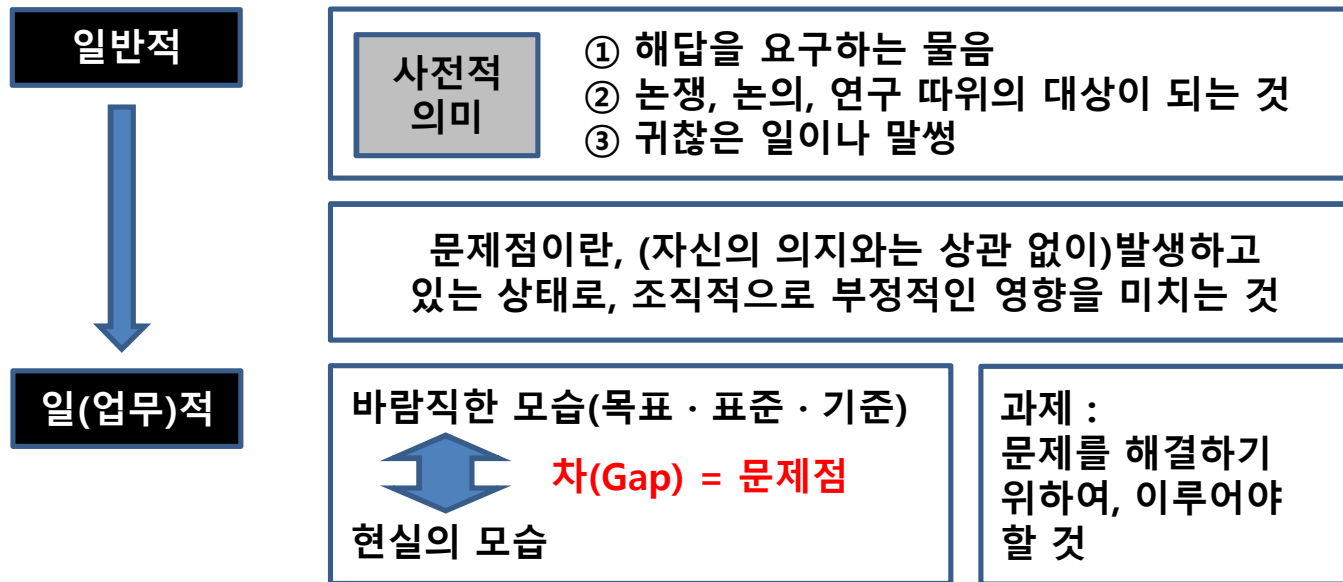 일반적
사전적
의미
① 해답을 요구하는 물음
② 논쟁, 논의, 연구 따위의 대상이 되는 것
③ 귀찮은 일이나 말썽
문제점이란, (자신의 의지와는 상관 없이)발생하고
있는 상태로, 조직적으로 부정적인 영향을 미치는 것
일(업무)적
바람직한 모습(목표 · 표준 · 기준)
차(Gap) = 문제점
현실의 모습
과제 :
문제를 해결하기
위하여, 이루어야
할 것